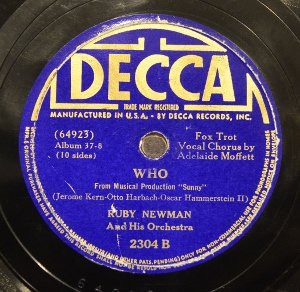 DECCA
TRADE MARK REGISTERED
MANUFACTURED IN U.S.A. - BY DECCA RECORDS, INC.
(64923)
Album 37-8
(10 sides)
Fox Trot
Vocal Chorus by
Adelaide Moffett
WHO
From Musical Production "Sunny"
(Jerome Kern-Otto Harbach-Oscar Hammerstein II)
RUBY NEWMAN
And His Orchestra
2304 B